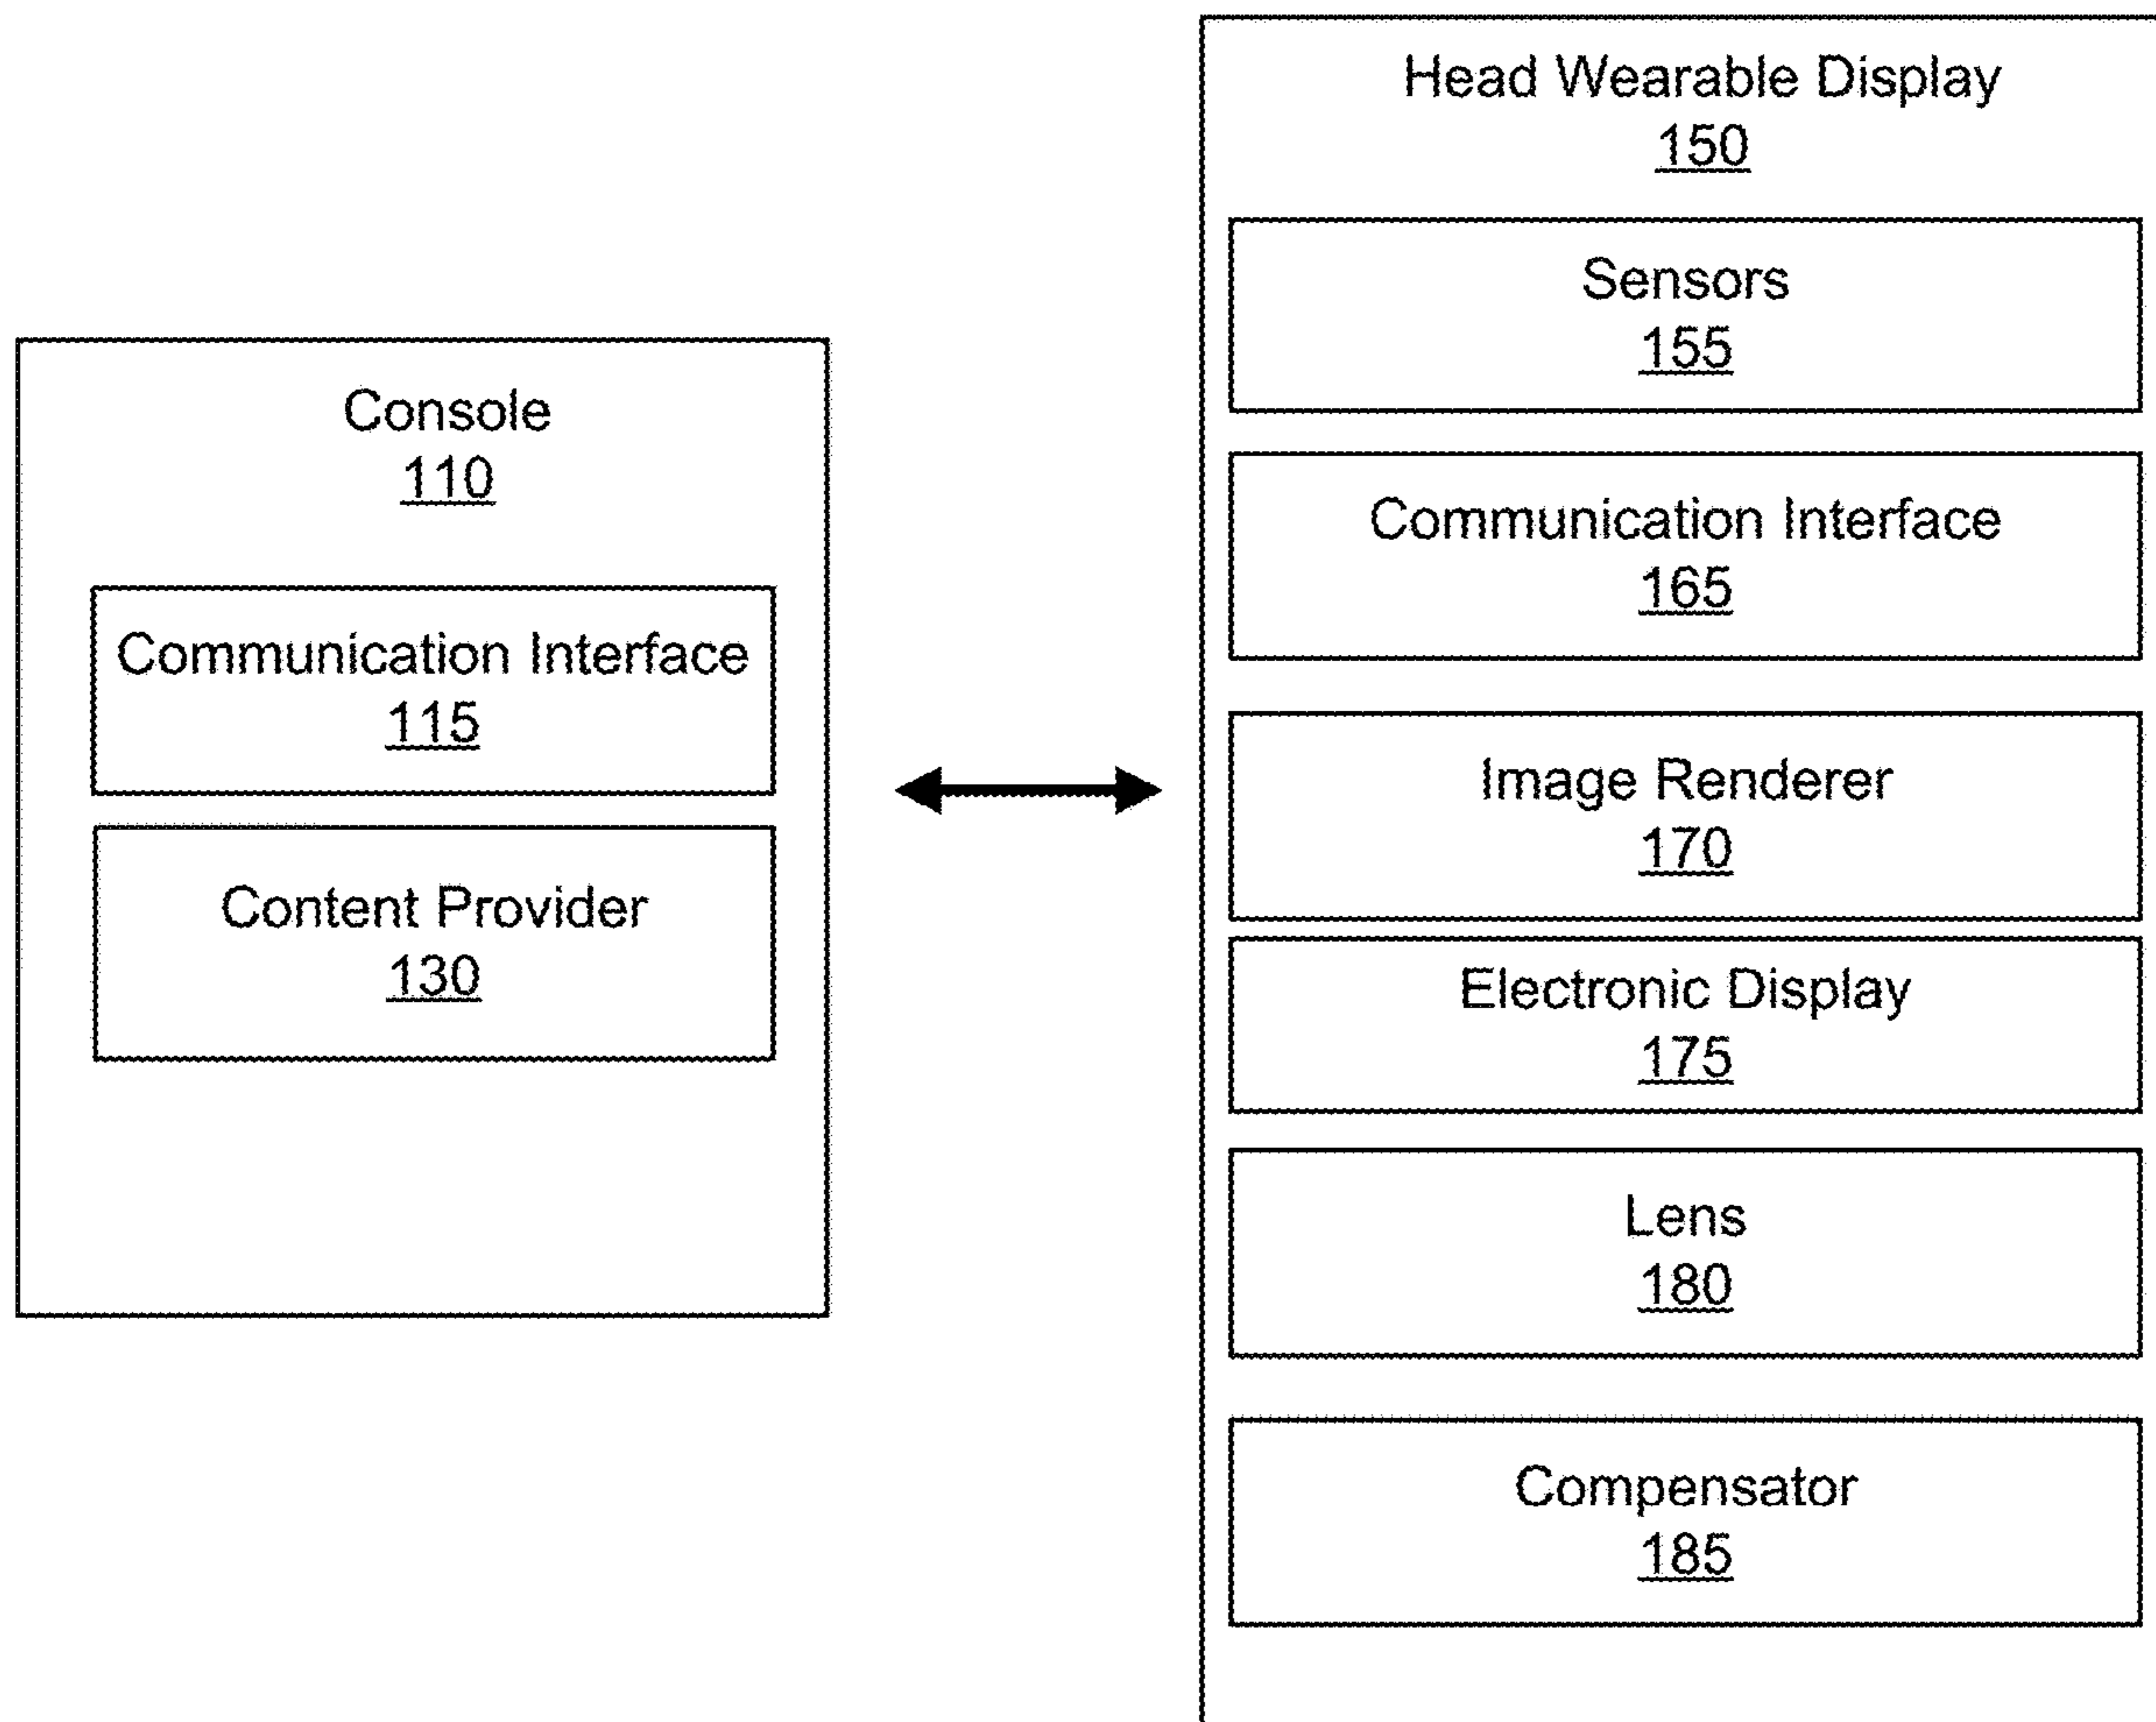 Console
110
Communication Interface
115
Content Provider
130
Head Wearable Display
150
Sensors
155
Communication Interface
165
Image Renderer
170
Electronic Display
175
Lens
180
Compensator
185